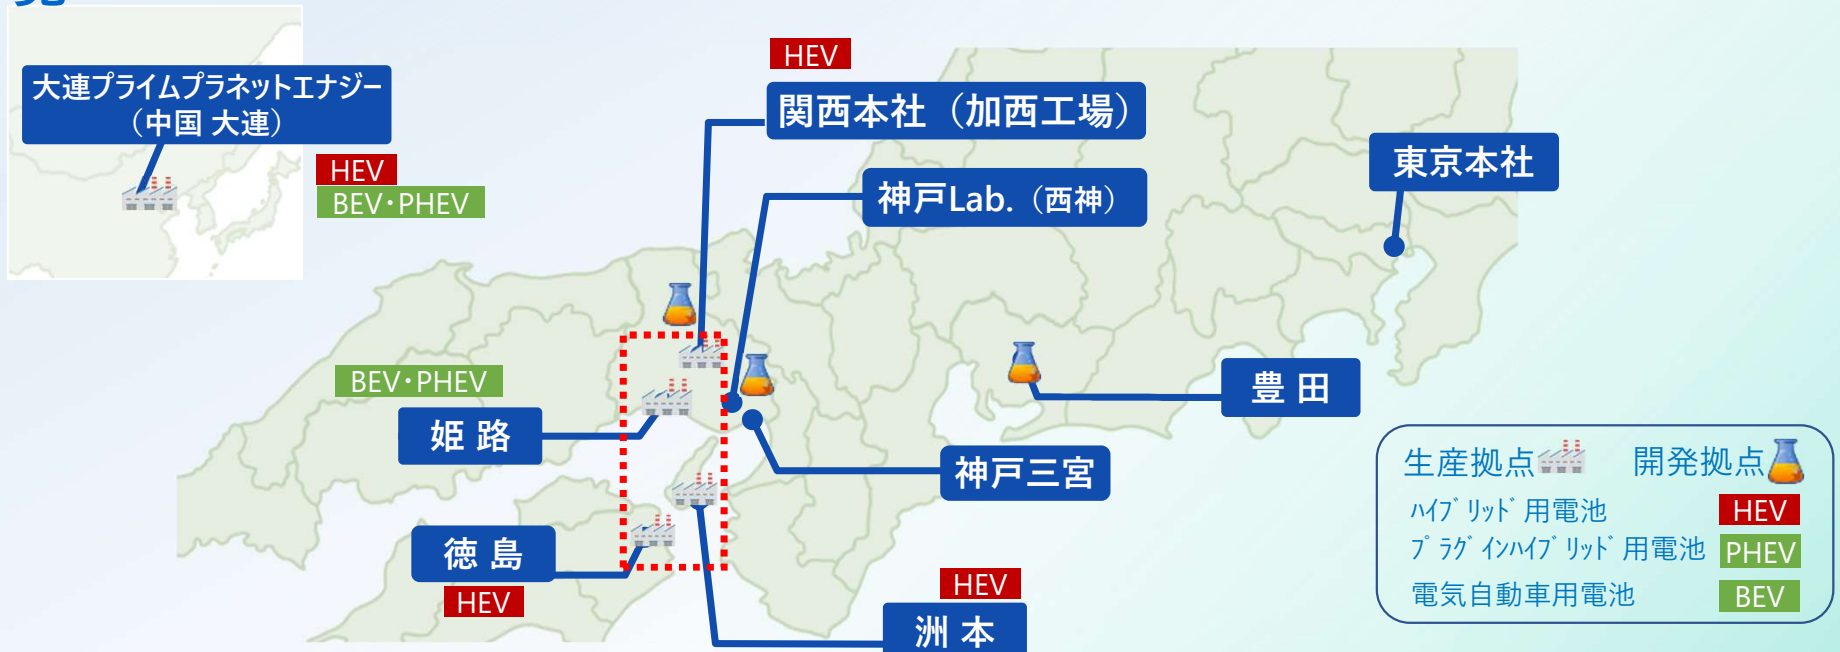 大連プライムプラネットエナジー
（中国 大連）
HEV
BEV・PHEV
HEV
関西本社（加西工場）
神戸Lab.（西神）
東京本社
BEV・PHEV
姫 路
豊 田
神戸三宮
徳 島
HEV
HEV
洲 本
生産拠点 開発拠点
ﾊｲﾌﾞﾘｯﾄﾞ用電池 HEV
ﾌﾟﾗｸﾞｲﾝﾊｲﾌﾞﾘｯﾄﾞ用電池 PHEV
電気自動車用電池 BEV